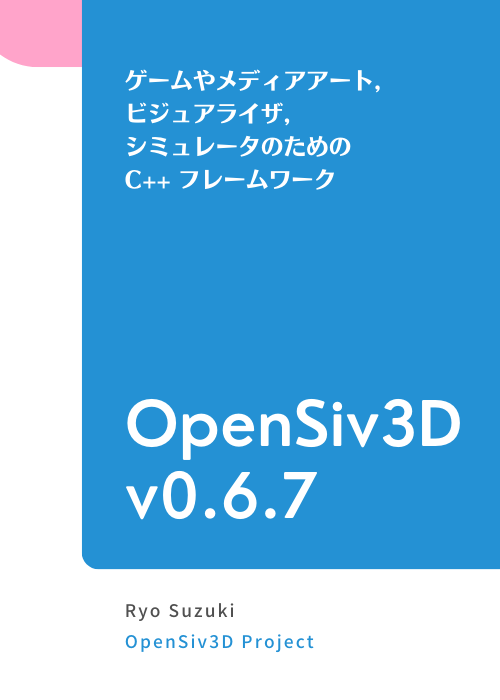 ゲームやメディアアート,
ビジュアライザ,
シミュレータのための
C++ フレームワーク
OpenSiv3D
v0.6.7
Ryo Suzuki
OpenSiv3D Project